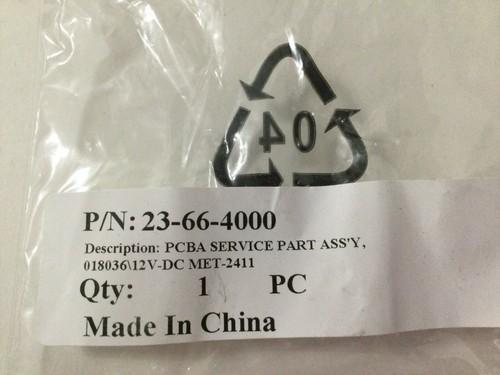 04
P/N: 23-66-4000
Description: PCBA SERVICE PART ASS'Y,
018036\12V-DC MET-2411
Qty: 1 PC
Made In China